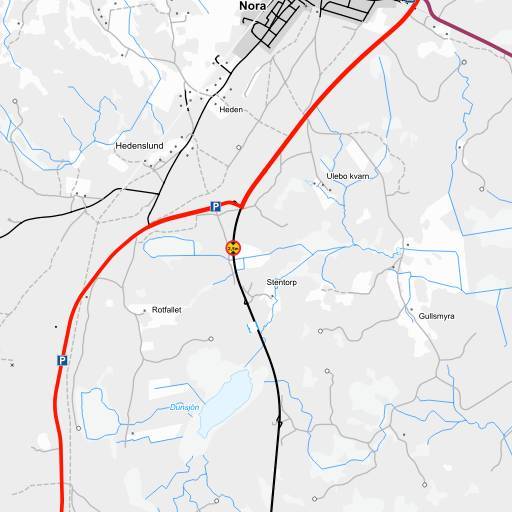 Nora
Heden
Hedenslund
Ulebo kvarn
P
Stentorp
Rotfallet
Gullsmyra
P
Dunsjön